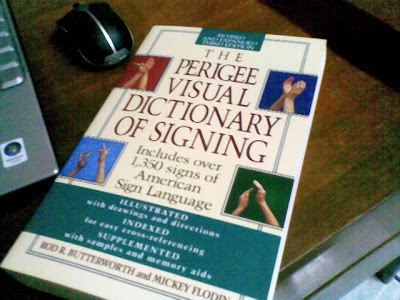 REVISED
AND EXPANDED
THIRD EDITION
THE
PERIGEE
VISUAL
DICTIONARY
OF SIGNING
Includes over
1,350 signs of
American
Sign Language
ILLUSTRATED
with drawings and directions
INDEXED
for easy cross-referencing
SUPPLEMENTED
with samples and memory aids
ROD R. BUTTERWORTH and MICKEY FLODIN